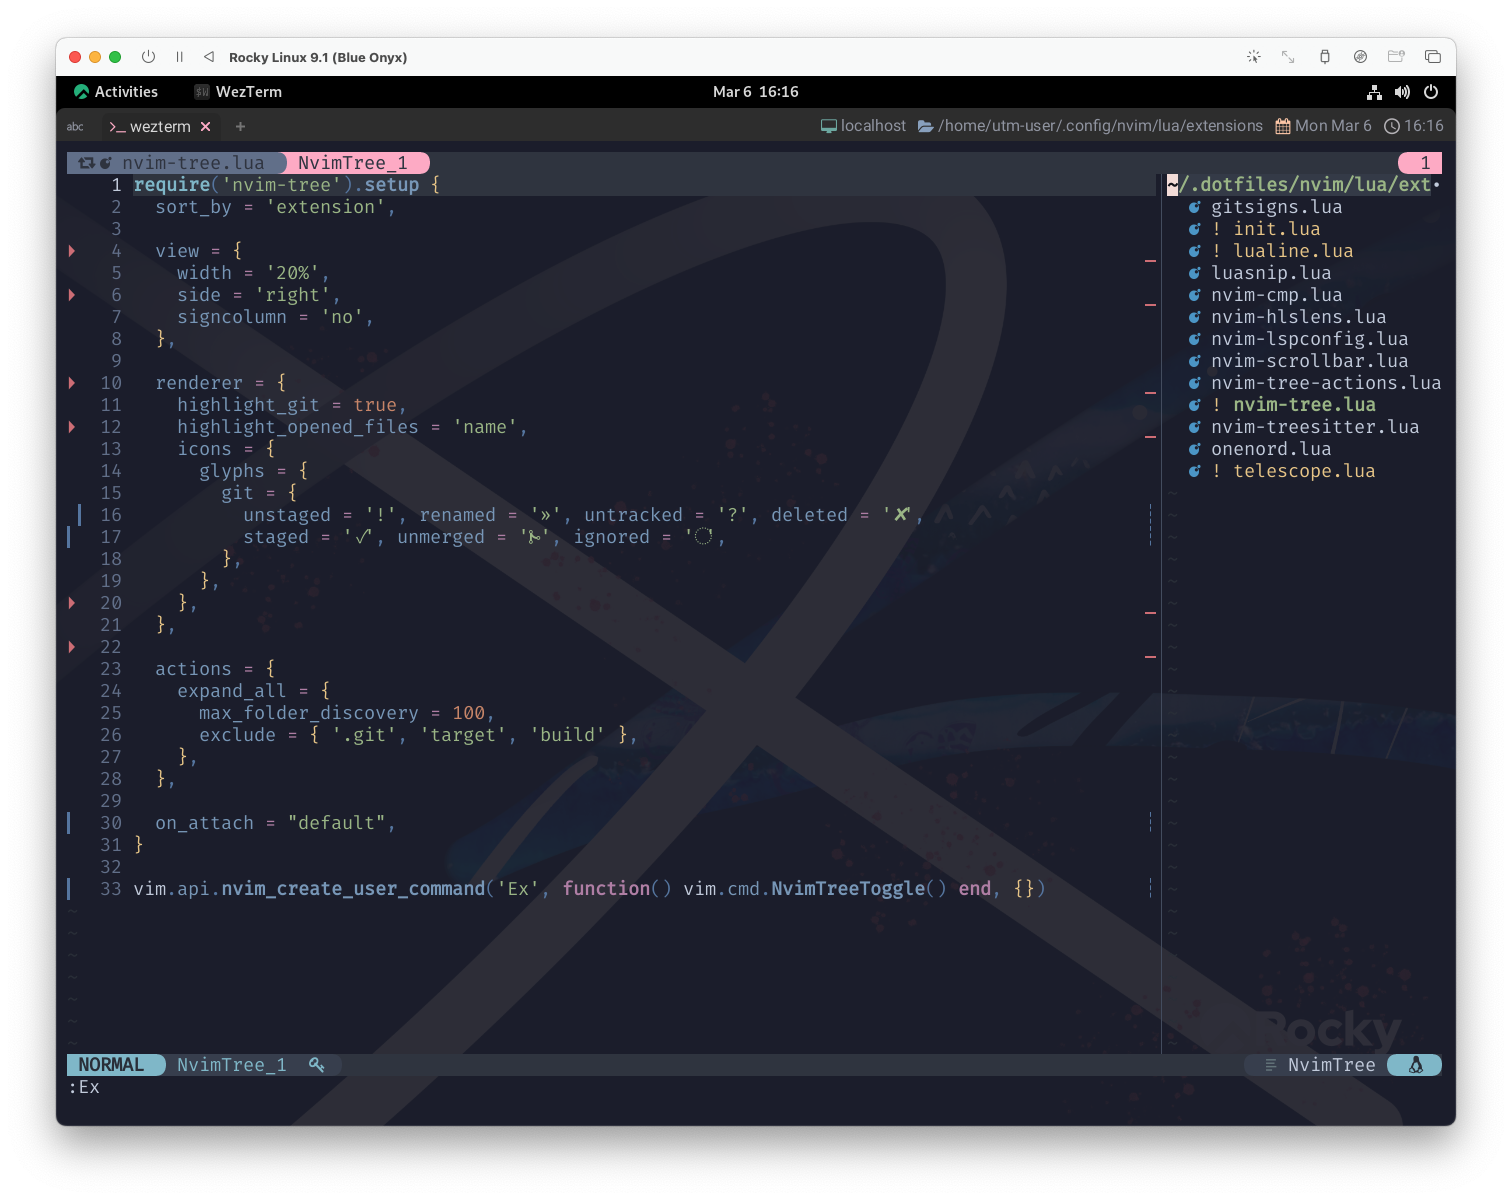 Rocky Linux 9.1 (Blue Onyx)
Activities WezTerm Mar 6 16:16
abc >_ wezterm × + localhost /home/utm-user/.config/nvim/lua/extensions Mon Mar 6 16:16
nvim-tree.lua NvimTree_1 1
1 require('nvim-tree').setup {
2 sort_by = 'extension',
3
4 view = {
5 width = '20%',
6 side = 'right',
7 signcolumn = 'no',
8 },
9
10 renderer = {
11 highlight_git = true,
12 highlight_opened_files = 'name',
13 icons = {
14 glyphs = {
15 git = {
16 unstaged = '!', renamed = '»', untracked = '?', deleted = '✘',
17 staged = '✓', unmerged = '', ignored = '◌',
18 },
19 },
20 },
21 },
22
23 actions = {
24 expand_all = {
25 max_folder_discovery = 100,
26 exclude = { '.git', 'target', 'build' },
27 },
28 },
29
30 on_attach = "default",
31 }
32
33 vim.api.nvim_create_user_command('Ex', function() vim.cmd.NvimTreeToggle() end, {})
~/.dotfiles/nvim/lua/ext
gitsigns.lua
! init.lua
! lualine.lua
luasnip.lua
nvim-cmp.lua
nvim-hlslens.lua
nvim-lspconfig.lua
nvim-scrollbar.lua
nvim-tree-actions.lua
! nvim-tree.lua
nvim-treesitter.lua
onenord.lua
! telescope.lua
Rocky
NORMAL NvimTree_1 NvimTree
:Ex